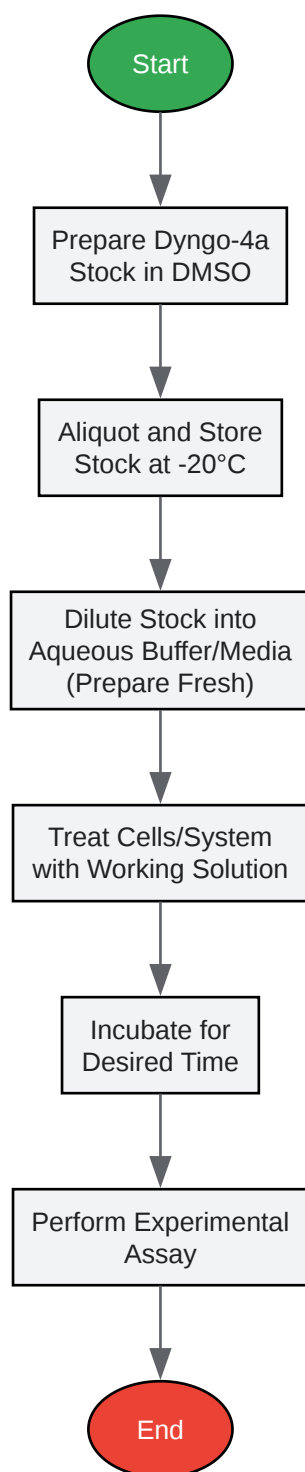 Start
Prepare Dyngo-4a
Stock in DMSO
Aliquot and Store
Stock at -20°C
Dilute Stock into
Aqueous Buffer/Media
(Prepare Fresh)
Treat Cells/System
with Working Solution
Incubate for
Desired Time
Perform Experimental
Assay
End